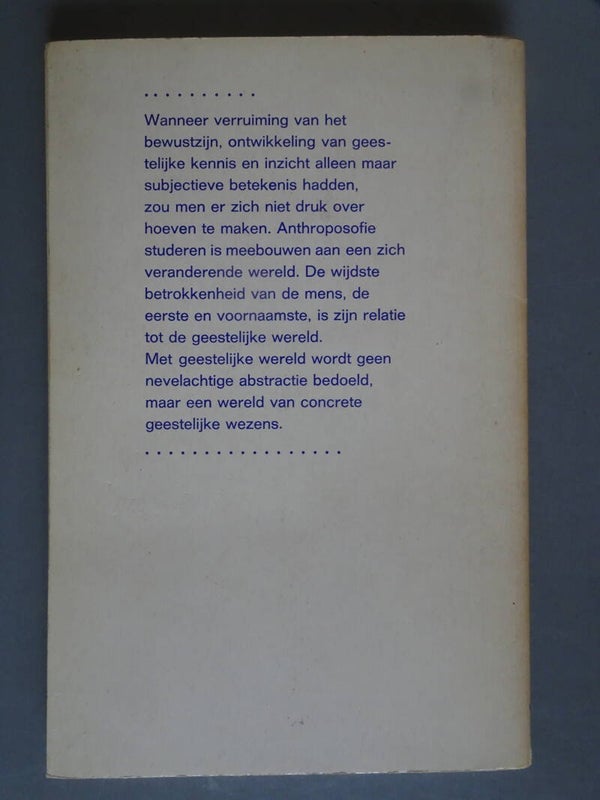 . . . . . . . . . .
Wanneer verruiming van het
bewustzijn, ontwikkeling van gees-
telijke kennis en inzicht alleen maar
subjectieve betekenis hadden,
zou men er zich niet druk over
hoeven te maken. Anthroposofie
studeren is meebouwen aan een zich
veranderende wereld. De wijdste
betrokkenheid van de mens, de
eerste en voornaamste, is zijn relatie
tot de geestelijke wereld.
Met geestelijke wereld wordt geen
nevelachtige abstractie bedoeld,
maar een wereld van concrete
geestelijke wezens.
. . . . . . . . . . . . . . . . .